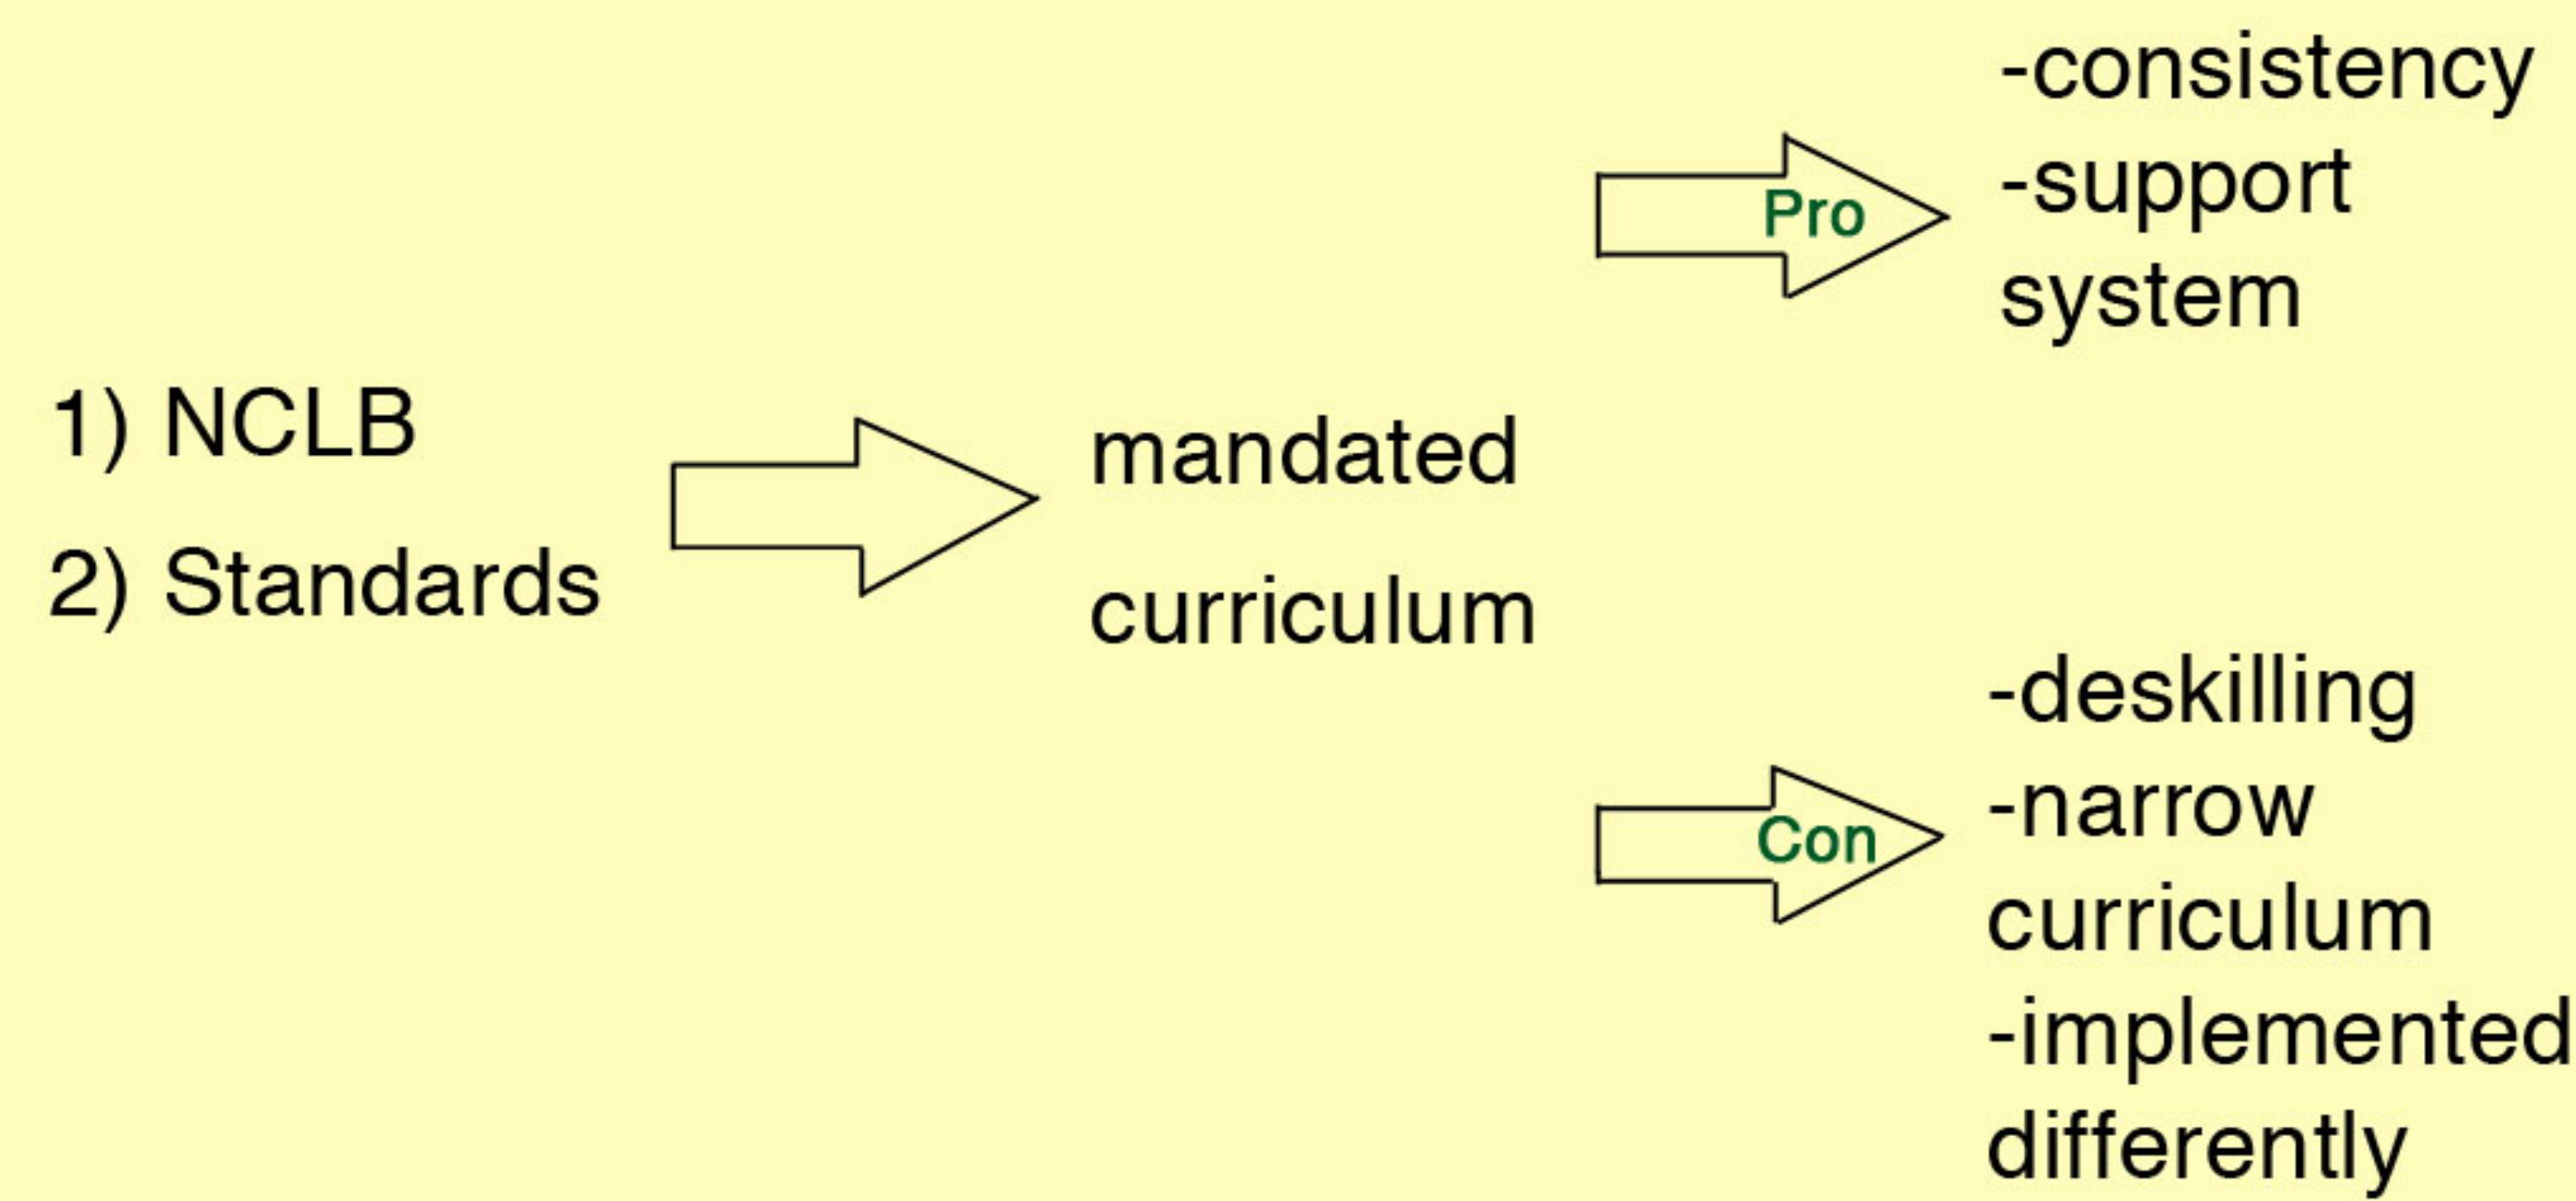 1) NCLB
2) Standards
mandated
curriculum
Pro
-consistency
-support
system
Con
-deskilling
-narrow
curriculum
-implemented
differently